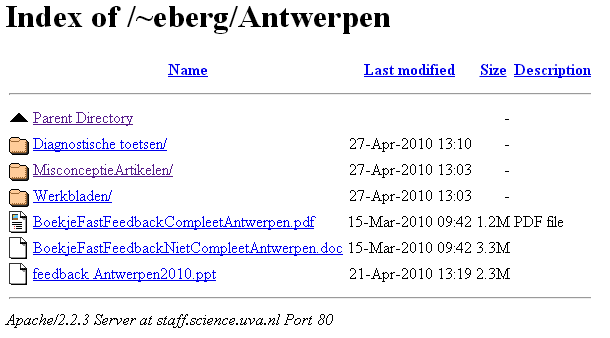 Index of /~eberg/Antwerpen
Name Last modified Size Description
Parent Directory -
Diagnostische toetsen/ 27-Apr-2010 13:10 -
MisconceptieArtikelen/ 27-Apr-2010 13:03 -
Werkbladen/ 27-Apr-2010 13:03 -
BoekjeFastFeedbackCompleetAntwerpen.pdf 15-Mar-2010 09:42 1.2M PDF file
BoekjeFastFeedbackNietCompleetAntwerpen.doc 15-Mar-2010 09:42 3.3M
feedback Antwerpen2010.ppt 21-Apr-2010 13:19 2.3M
Apache/2.2.3 Server at staff.science.uva.nl Port 80